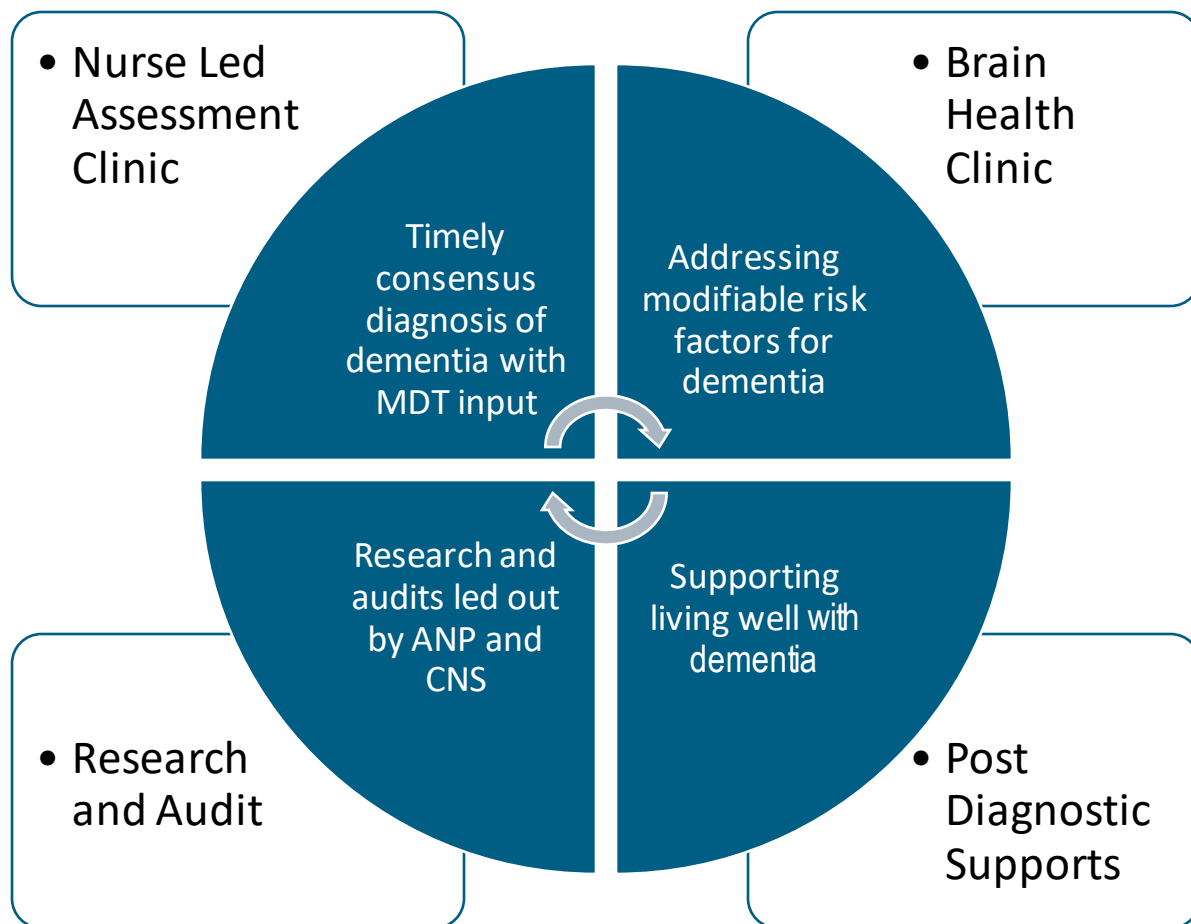 • Nurse Led
Assessment
Clinic
• Brain
Health
Clinic
Timely
consensus
diagnosis of
dementia with
MDT input
Addressing
modifiable risk
factors for
dementia
Research and
audits led out
by ANP and
CNS
Supporting
living well with
dementia
• Research
and Audit
• Post
Diagnostic
Supports